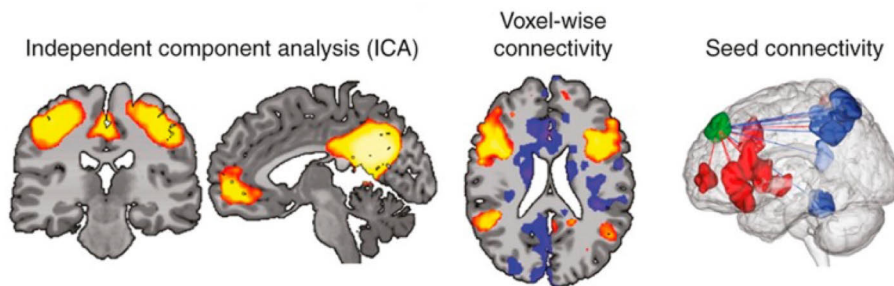 Independent component analysis (ICA)
Voxel-wise
connectivity
Seed connectivity